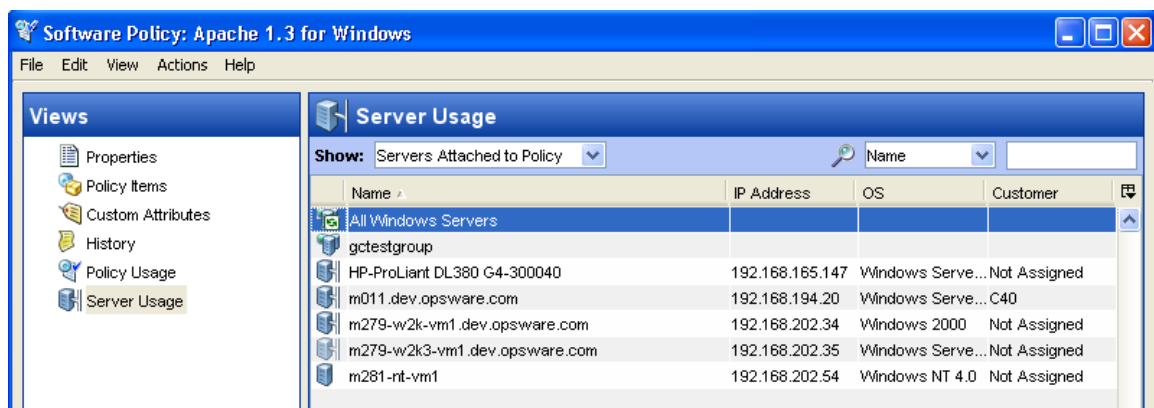 Software Policy: Apache 1.3 for Windows
File Edit View Actions Help
Views
Properties
Policy Items
Custom Attributes
History
Policy Usage
Server Usage
Server Usage
Show: Servers Attached to Policy Name
Name IP Address OS Customer
All Windows Servers
gctestgroup
HP-ProLiant DL380 G4-300040 192.168.165.147 Windows Serve... Not Assigned
m011.dev.opsware.com 192.168.194.20 Windows Serve... C40
m279-w2k-vm1.dev.opsware.com 192.168.202.34 Windows 2000 Not Assigned
m279-w2k3-vm1.dev.opsware.com 192.168.202.35 Windows Serve... Not Assigned
m281-nt-vm1 192.168.202.54 Windows NT 4.0 Not Assigned